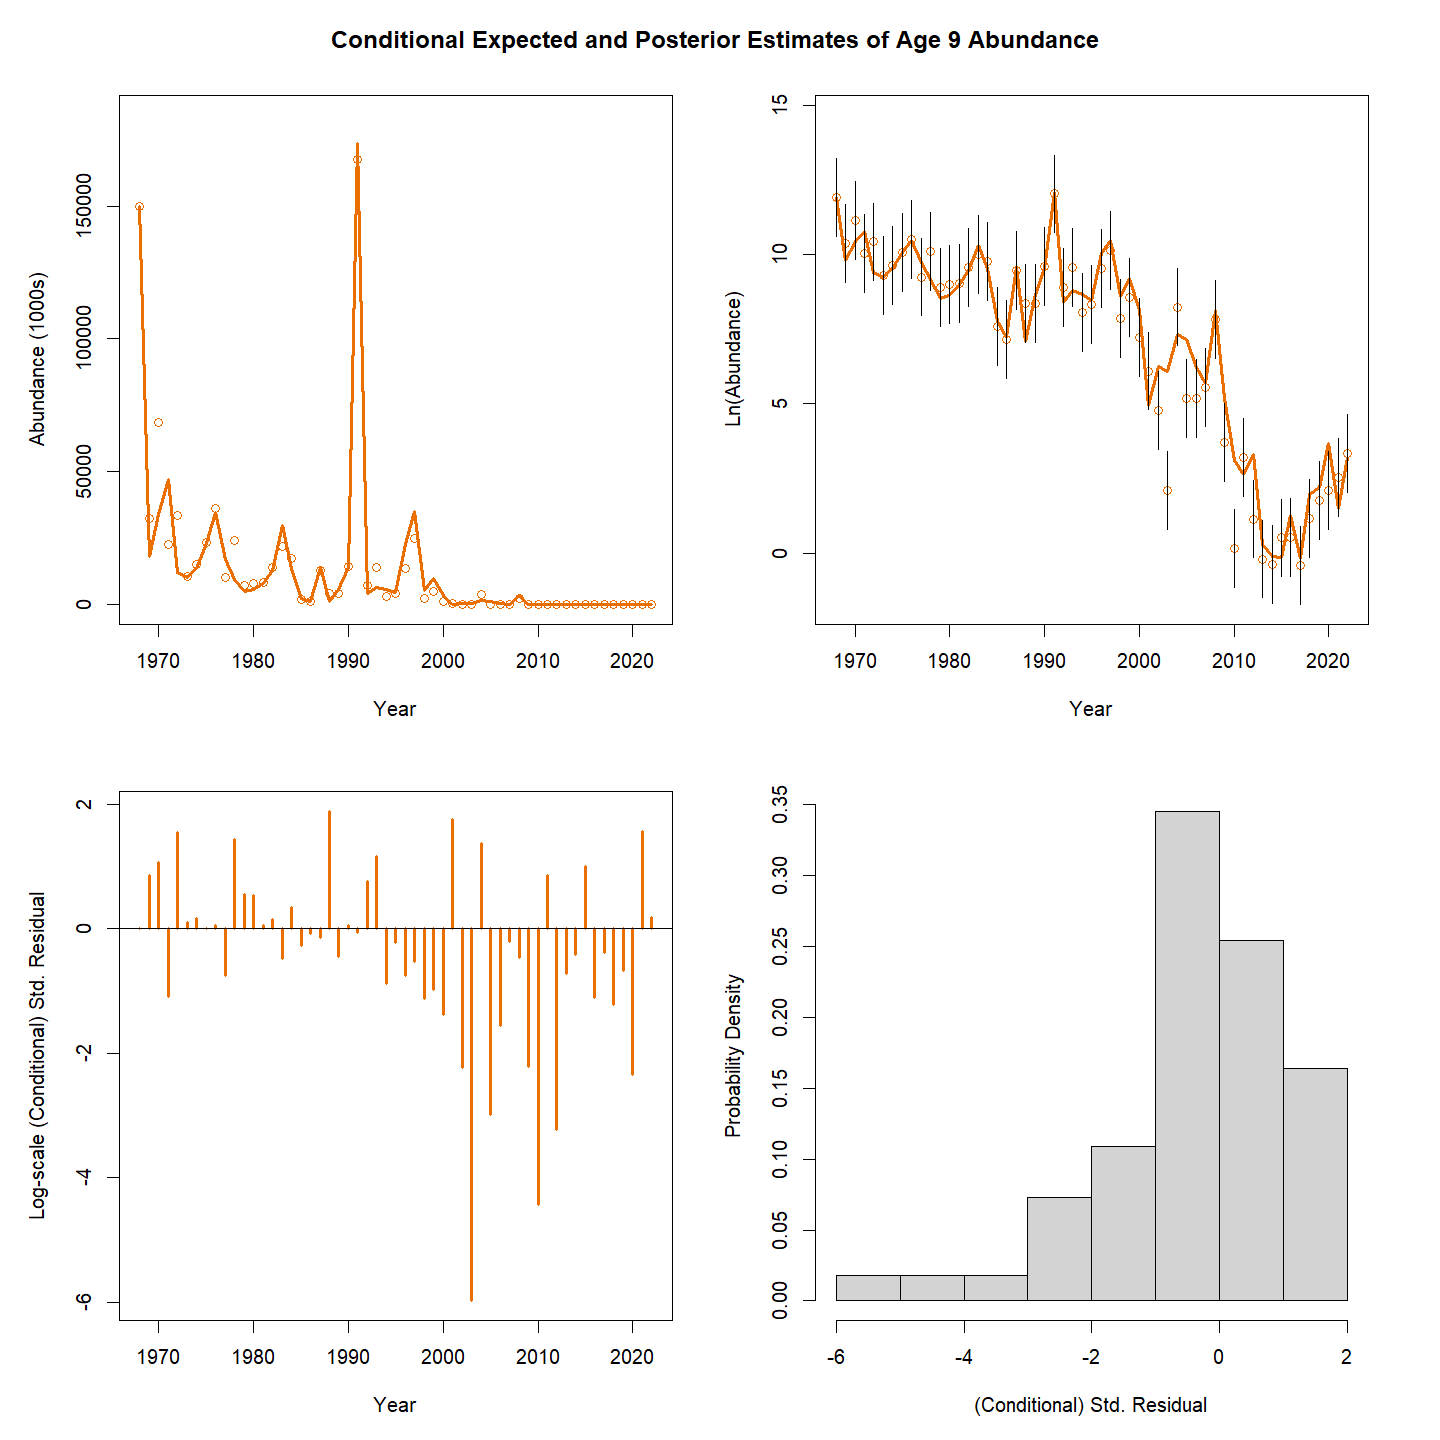 Conditional Expected and Posterior Estimates of Age 9 Abundance
Abundance (1000s)
150000
100000
50000
0
1970 1980 1990 2000 2010 2020
Year
Ln(Abundance)
15
10
5
0
1970 1980 1990 2000 2010 2020
Year
Log-scale (Conditional) Std. Residual
2
0
-2
-4
-6
1970 1980 1990 2000 2010 2020
Year
Probability Density
0.35
0.30
0.25
0.20
0.15
0.10
0.05
0.00
-6 -4 -2 0 2
(Conditional) Std. Residual